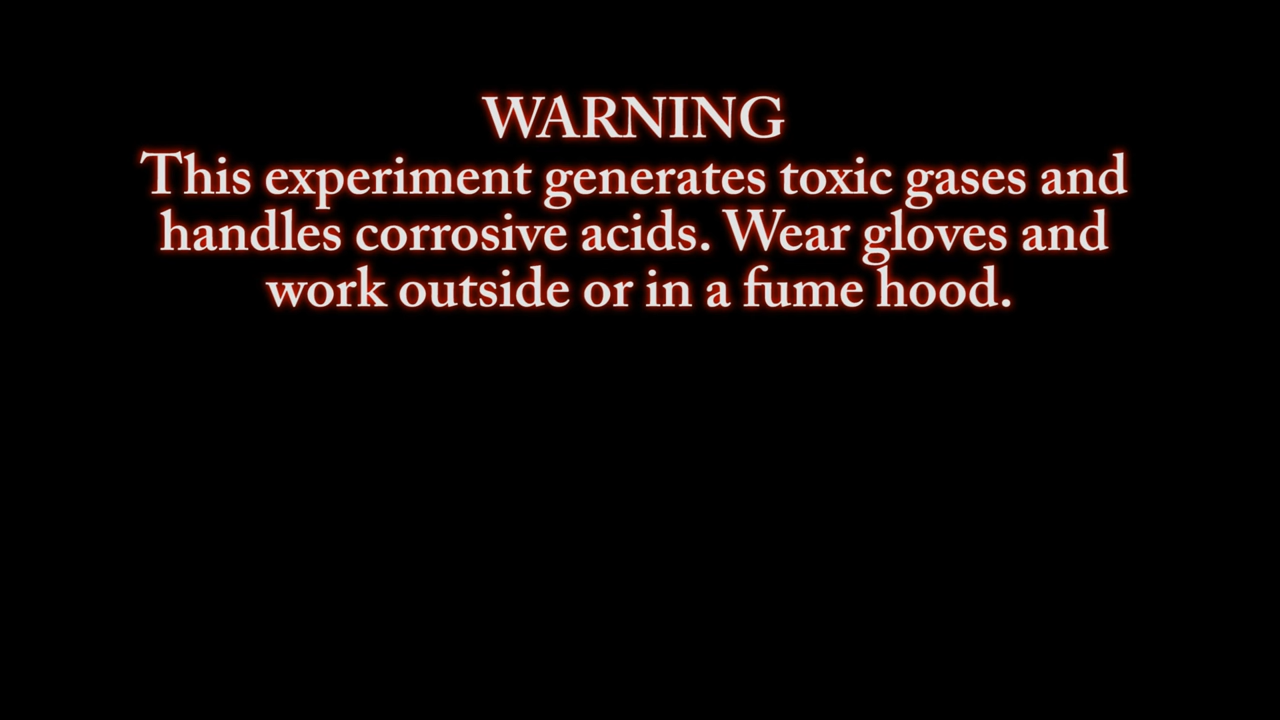 WARNING
This experiment generates toxic gases and
handles corrosive acids. Wear gloves and
work outside or in a fume hood.